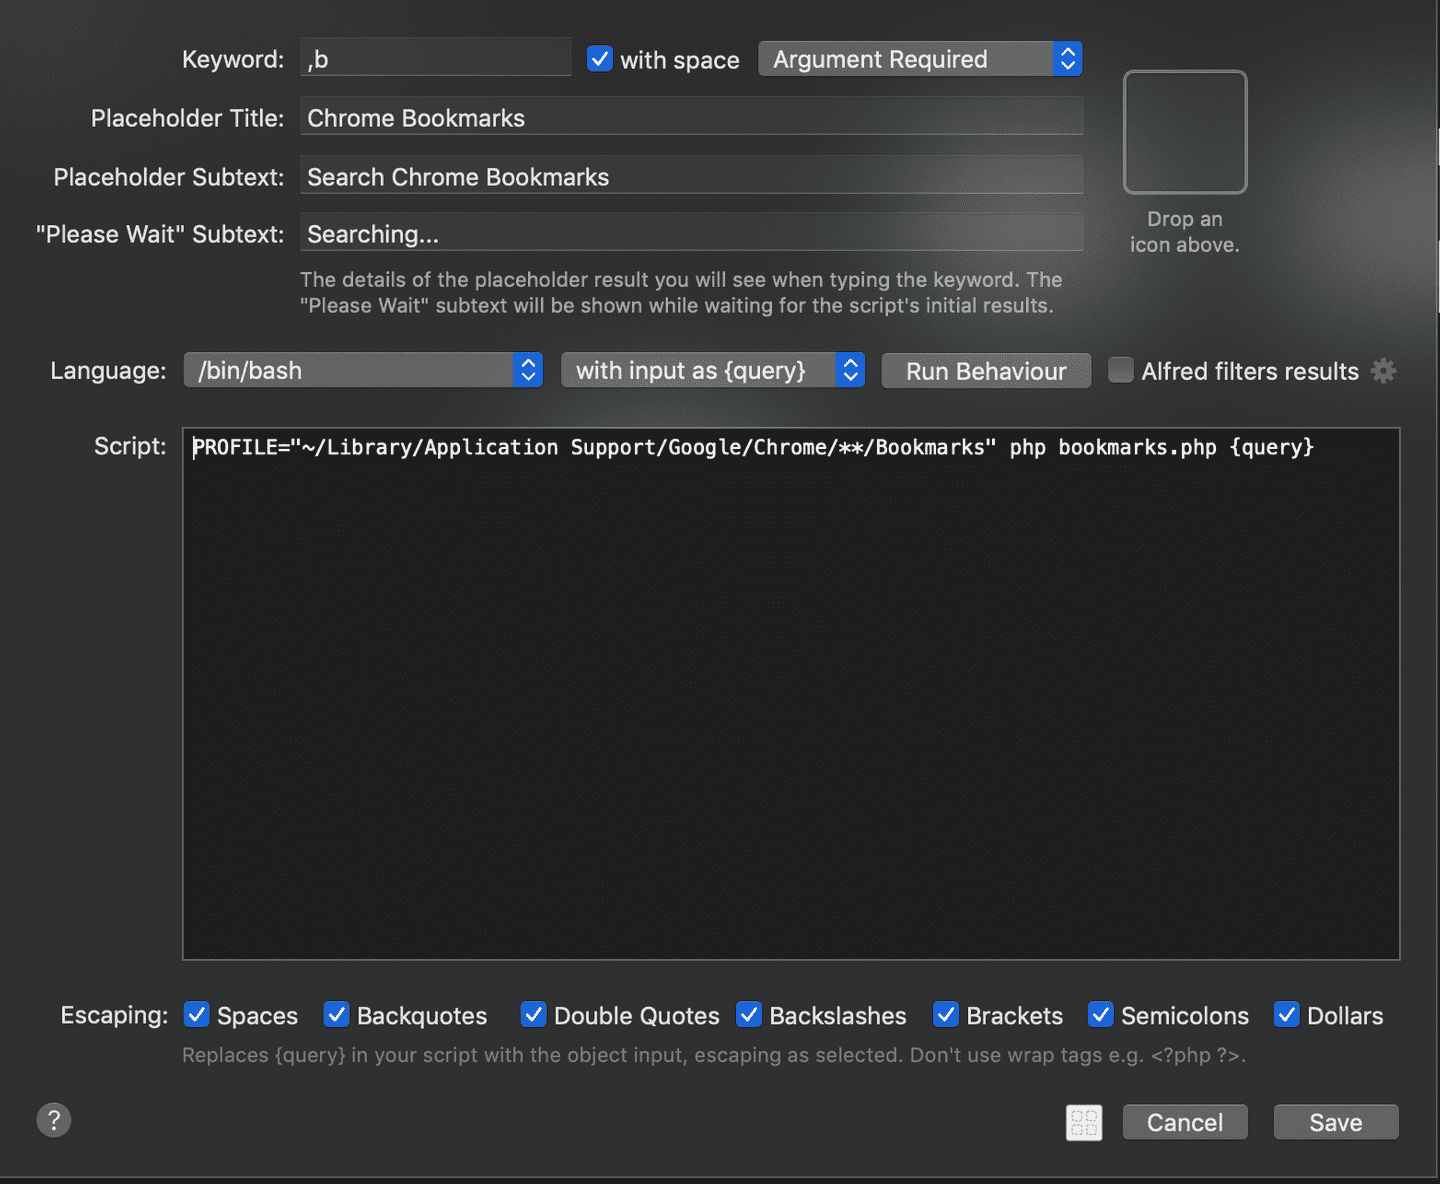 Keyword: ,b with space Argument Required
Placeholder Title: Chrome Bookmarks
Placeholder Subtext: Search Chrome Bookmarks
"Please Wait" Subtext: Searching...
Drop an
icon above.
The details of the placeholder result you will see when typing the keyword. The
"Please Wait" subtext will be shown while waiting for the script's initial results.
Language: /bin/bash with input as {query} Run Behaviour Alfred filters results
Script: PROFILE="~/Library/Application Support/Google/Chrome/**/Bookmarks" php bookmarks.php {query}
Escaping: Spaces Backquotes Double Quotes Backslashes Brackets Semicolons Dollars
Replaces {query} in your script with the object input, escaping as selected. Don't use wrap tags e.g. <?php ?>.
? Cancel Save